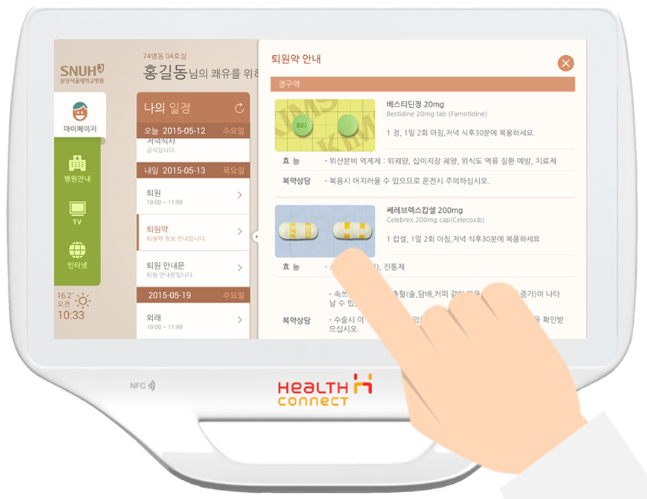 SNUH
분당서울대학교병원
74병동 04호실
홍길동님의 쾌유를 위하
마이페이지
병원안내
TV
인터넷
16.2°
오전
10:33
나의 일정
오늘 2015-05-12 수요일
저녁식사
금식입니다.
내일 2015-05-13 목요일
퇴원
10:00 ~ 11:00
퇴원약
퇴원약 정보 안내입니다.
퇴원 안내문
퇴원 안내문입니다.
2015-05-19 수요일
외래
10:00 ~ 11:00
퇴원약 안내
경구약
KIMS
KIM
베스티딘정 20mg
Bestidine 20mg tab (Famotidine)
1 정, 1일 2회 아침,저녁 식후30분에 복용하세요.
효 능 - 위산분비 억제제 : 위궤양, 십이지장 궤양, 위식도 역류 질환 예방, 치료제
복약상담 - 복용시 어지러울 수 있으므로 운전시 주의하십시오.
쎄레브렉스캡셀 200mg
Celebrex 200mg cap(Celecoxib)
1 캡셀, 1일 2회 아침,저녁 식후30분에 복용하세요
효 능 진통제
- 속쓰 출혈(술,담배,커피 같이 증가)이 나타
날 수 있
복약상담 - 수술시 이 확인받
으십시오.
NFC
HEALTH
CONNECT